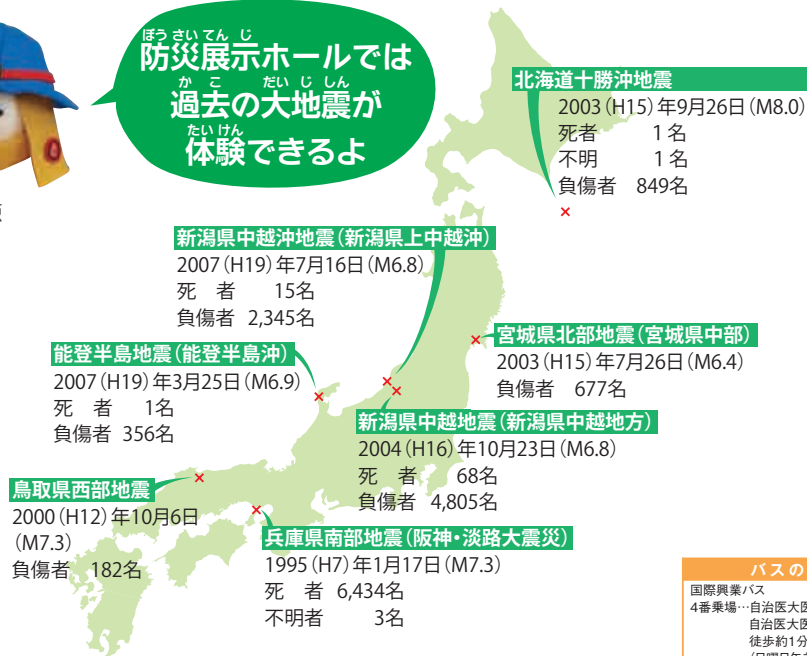 防災展示ホールでは
過去の大地震が
体験できるよ
北海道十勝沖地震
2003(H15)年9月26日(M8.0)
死者 1名
不明 1名
負傷者 849名
新潟県中越沖地震(新潟県上中越沖)
2007(H19)年7月16日(M6.8)
死 者 15名
負傷者 2,345名
能登半島地震(能登半島沖)
2007(H19)年3月25日(M6.9)
死 者 1名
負傷者 356名
宮城県北部地震(宮城県中部)
2003(H15)年7月26日(M6.4)
負傷者 677名
新潟県中越地震(新潟県中越地方)
2004(H16)年10月23日(M6.8)
死 者 68名
負傷者 4,805名
鳥取県西部地震
2000(H12)年10月6日
(M7.3)
負傷者 182名
兵庫県南部地震(阪神・淡路大震災)
1995(H7)年1月17日(M7.3)
死 者 6,434名
不明者 3名
バスの
国際興業バス
4番乗場…自治医大医
自治医大医
徒歩約1分